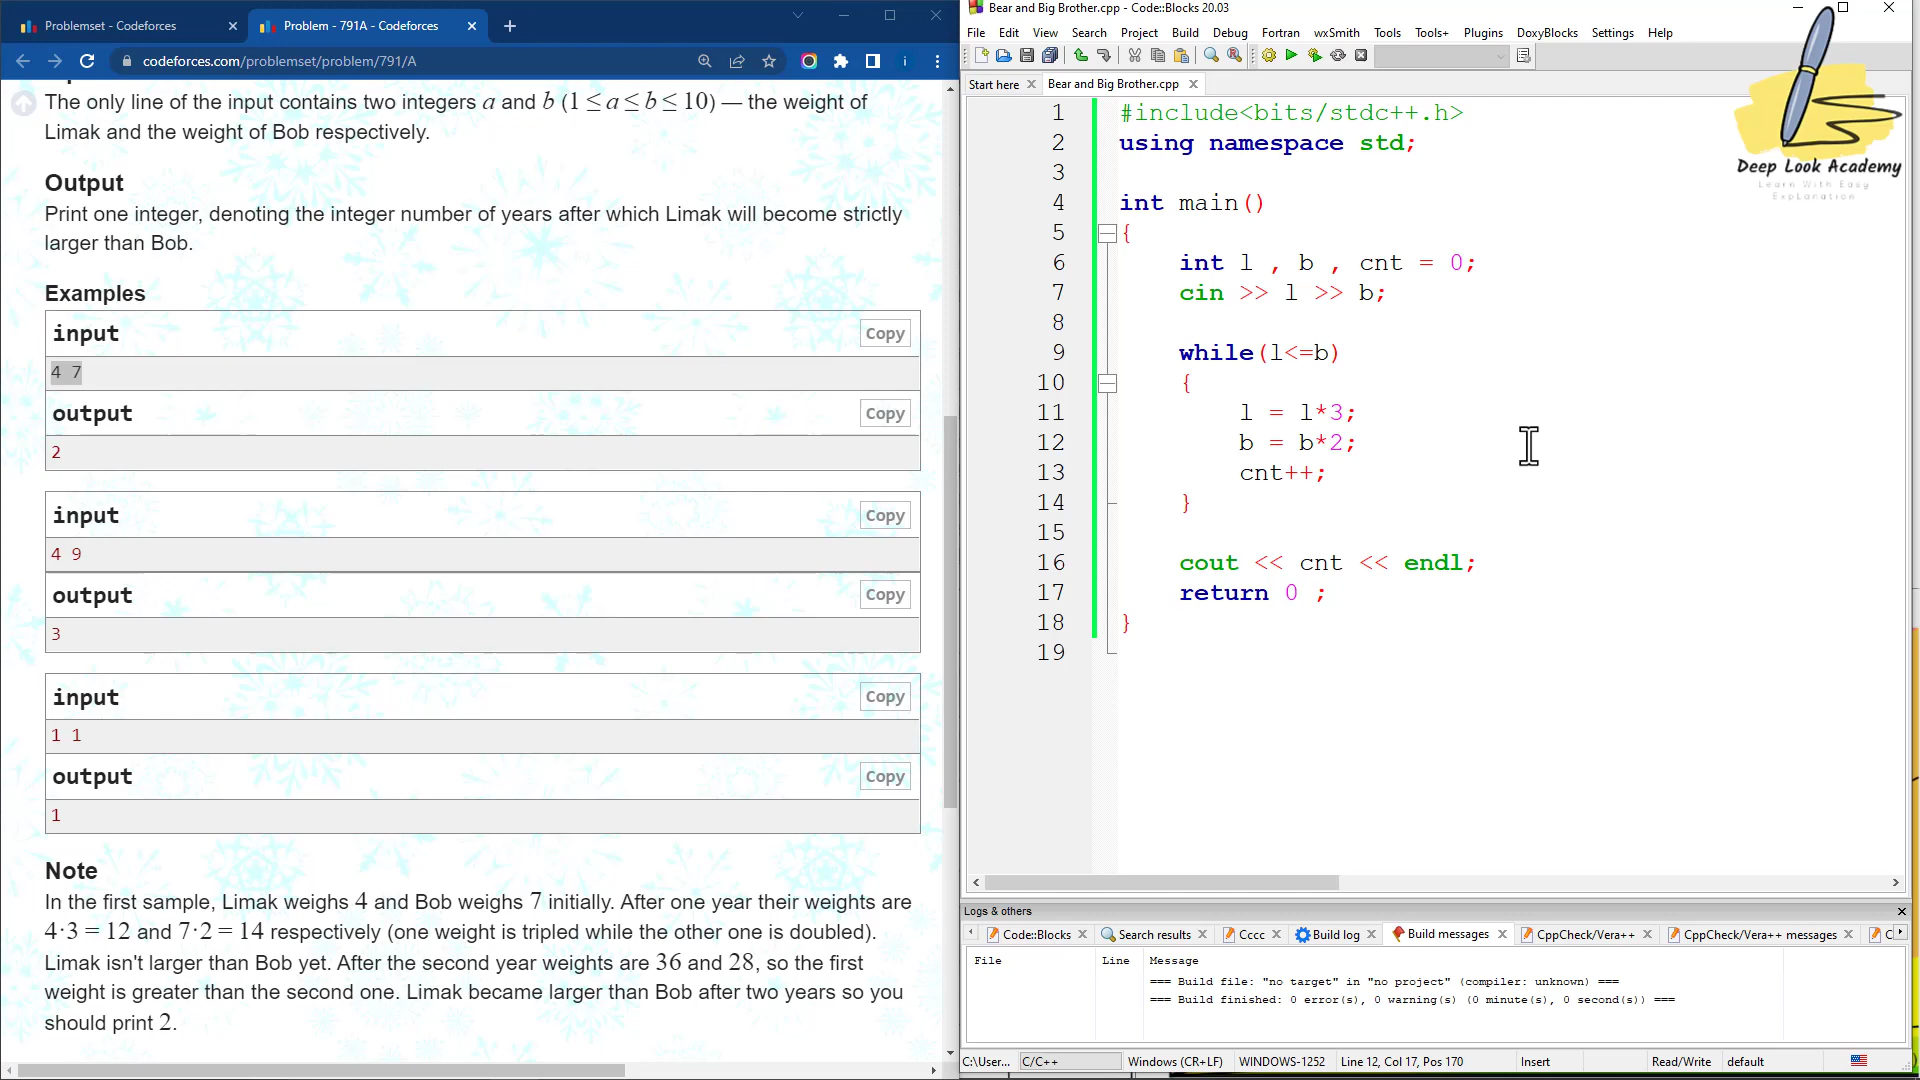 Problemset - Codeforces
Problem - 791A - Codeforces
codeforces.com/problemset/problem/791/A
The only line of the input contains two integers a and b (1 ≤ a ≤ b ≤ 10) — the weight of
Limak and the weight of Bob respectively.
Output
Print one integer, denoting the integer number of years after which Limak will become strictly
larger than Bob.
Examples
input
Copy
4 7
output
Copy
2
input
Copy
4 9
output
Copy
3
input
Copy
1 1
output
Copy
1
Note
In the first sample, Limak weighs 4 and Bob weighs 7 initially. After one year their weights are
4·3 = 12 and 7·2 = 14 respectively (one weight is tripled while the other one is doubled).
Limak isn't larger than Bob yet. After the second year weights are 36 and 28, so the first
weight is greater than the second one. Limak became larger than Bob after two years so you
should print 2.
Bear and Big Brother.cpp - Code::Blocks 20.03
File Edit View Search Project Build Debug Fortran wxSmith Tools Tools+ Plugins DoxyBlocks Settings Help
Start here
Bear and Big Brother.cpp
1 #include<bits/stdc++.h>
2 using namespace std;
3
4 int main()
5 {
6 int l , b , cnt = 0;
7 cin >> l >> b;
8
9 while(l<=b)
10 {
11 l = l*3;
12 b = b*2;
13 cnt++;
14 }
15
16 cout << cnt << endl;
17 return 0 ;
18 }
19
Deep Look Academy
Learn With Easy
Explanation
Logs & others
Code::Blocks
Search results
Cccc
Build log
Build messages
CppCheck/Vera++
CppCheck/Vera++ messages
File Line Message
=== Build file: "no target" in "no project" (compiler: unknown) ===
=== Build finished: 0 error(s), 0 warning(s) (0 minute(s), 0 second(s)) ===
C:\User... C/C++ Windows (CR+LF) WINDOWS-1252 Line 12, Col 17, Pos 170 Insert Read/Write default